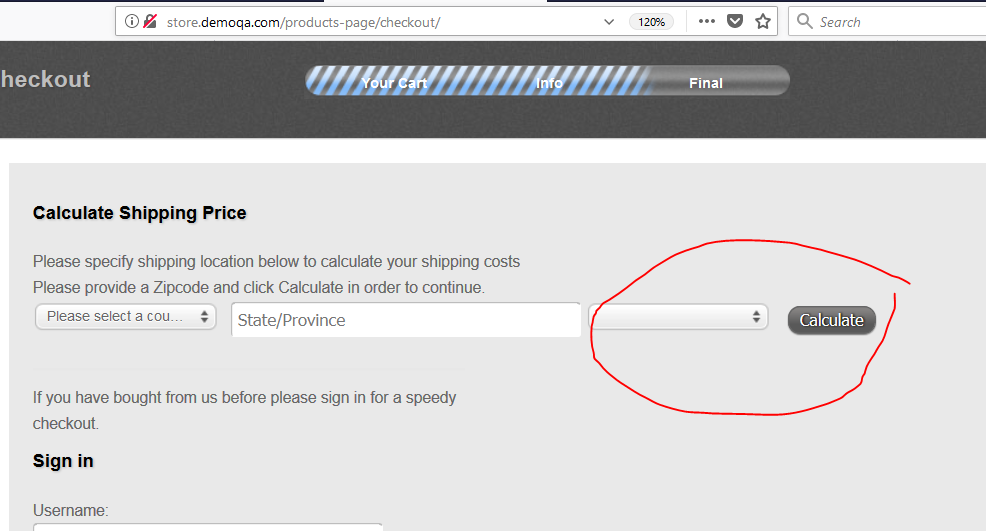 store.demoqa.com/products-page/checkout/
120%
Search
heckout
Your Cart
Info
Final
Calculate Shipping Price
Please specify shipping location below to calculate your shipping costs
Please provide a Zipcode and click Calculate in order to continue.
Please select a cou...
State/Province
Calculate
If you have bought from us before please sign in for a speedy
checkout.
Sign in
Username: